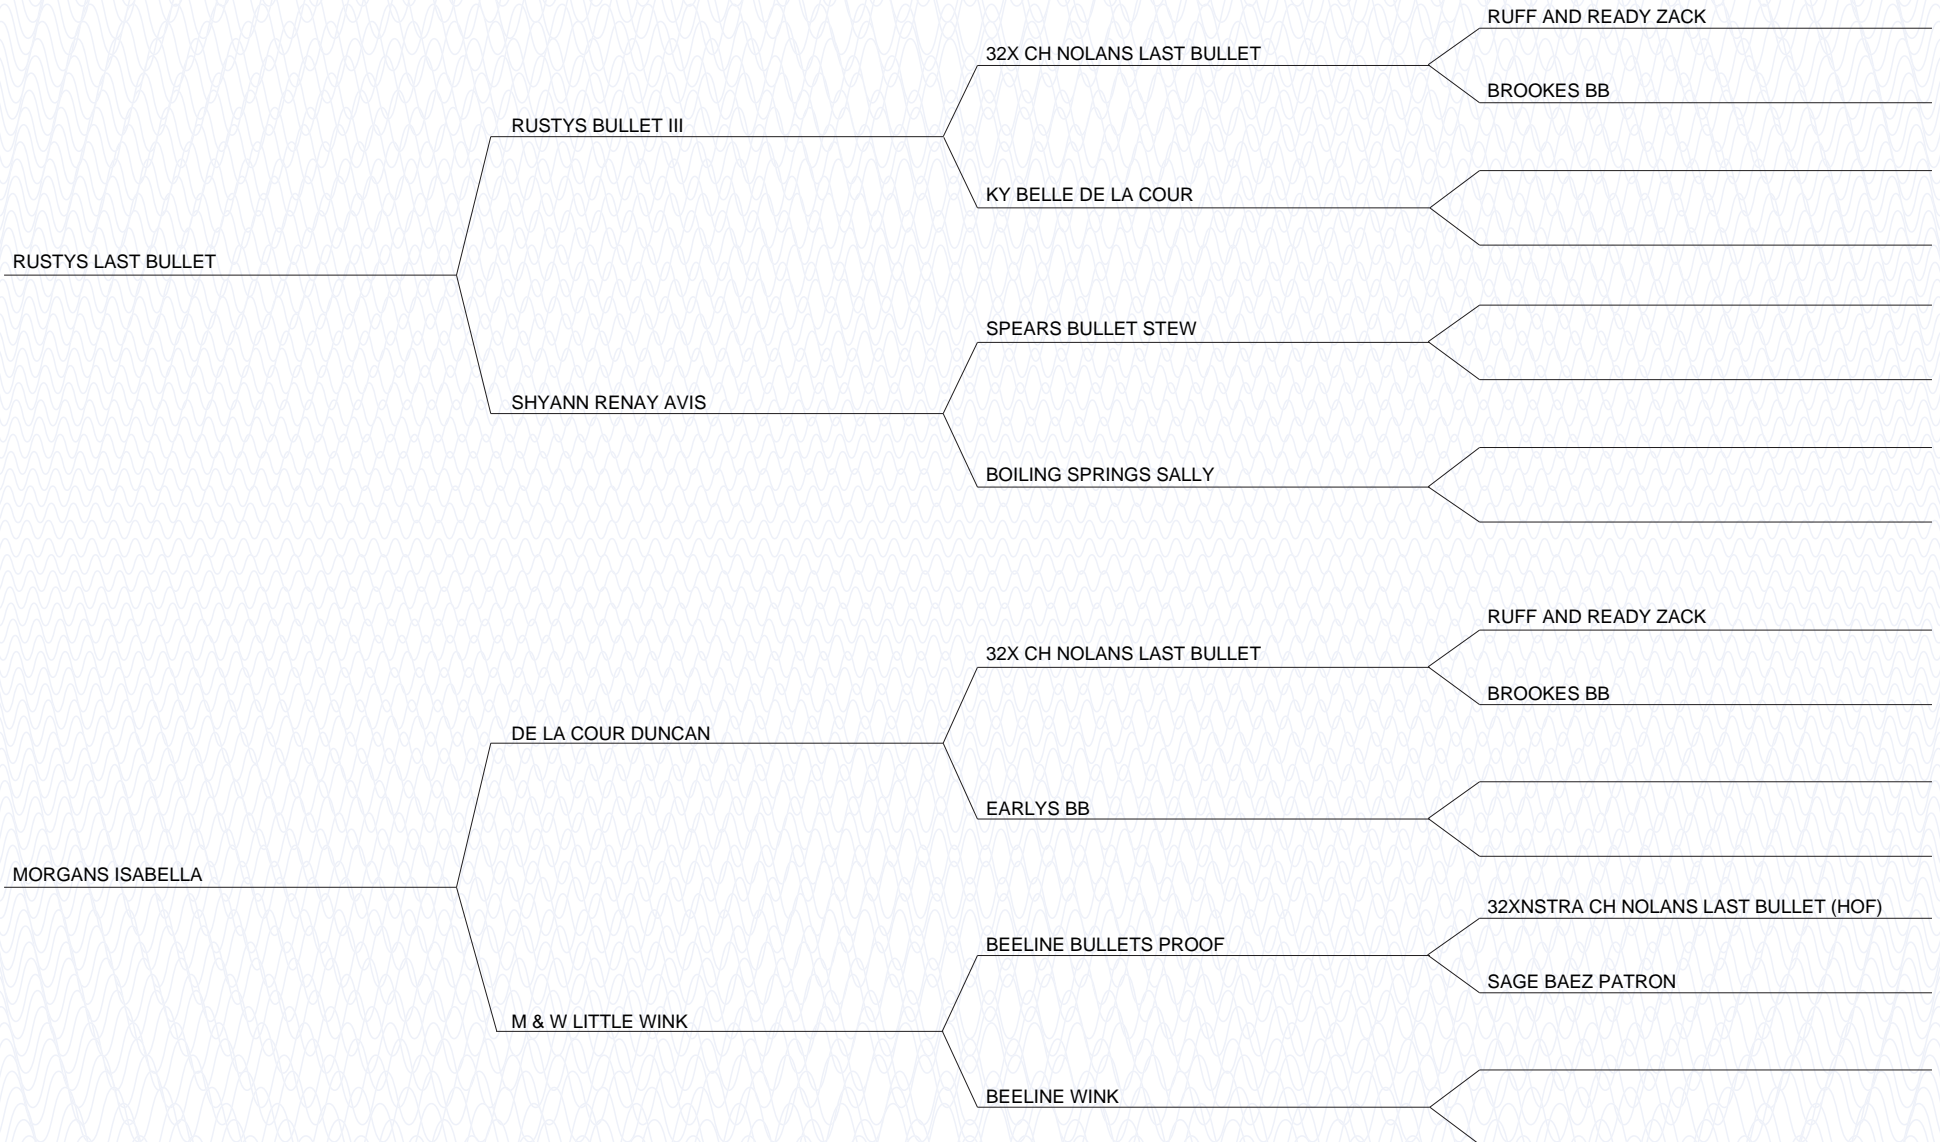 RUFF AND READY ZACK
32X CH NOLANS LAST BULLET
BROOKES BB
RUSTYS BULLET III
KY BELLE DE LA COUR
RUSTYS LAST BULLET
SPEARS BULLET STEW
SHYANN RENAY AVIS
BOILING SPRINGS SALLY
RUFF AND READY ZACK
32X CH NOLANS LAST BULLET
BROOKES BB
DE LA COUR DUNCAN
EARLYS BB
MORGANS ISABELLA
32XNSTRA CH NOLANS LAST BULLET (HOF)
BEELINE BULLETS PROOF
SAGE BAEZ PATRON
M & W LITTLE WINK
BEELINE WINK